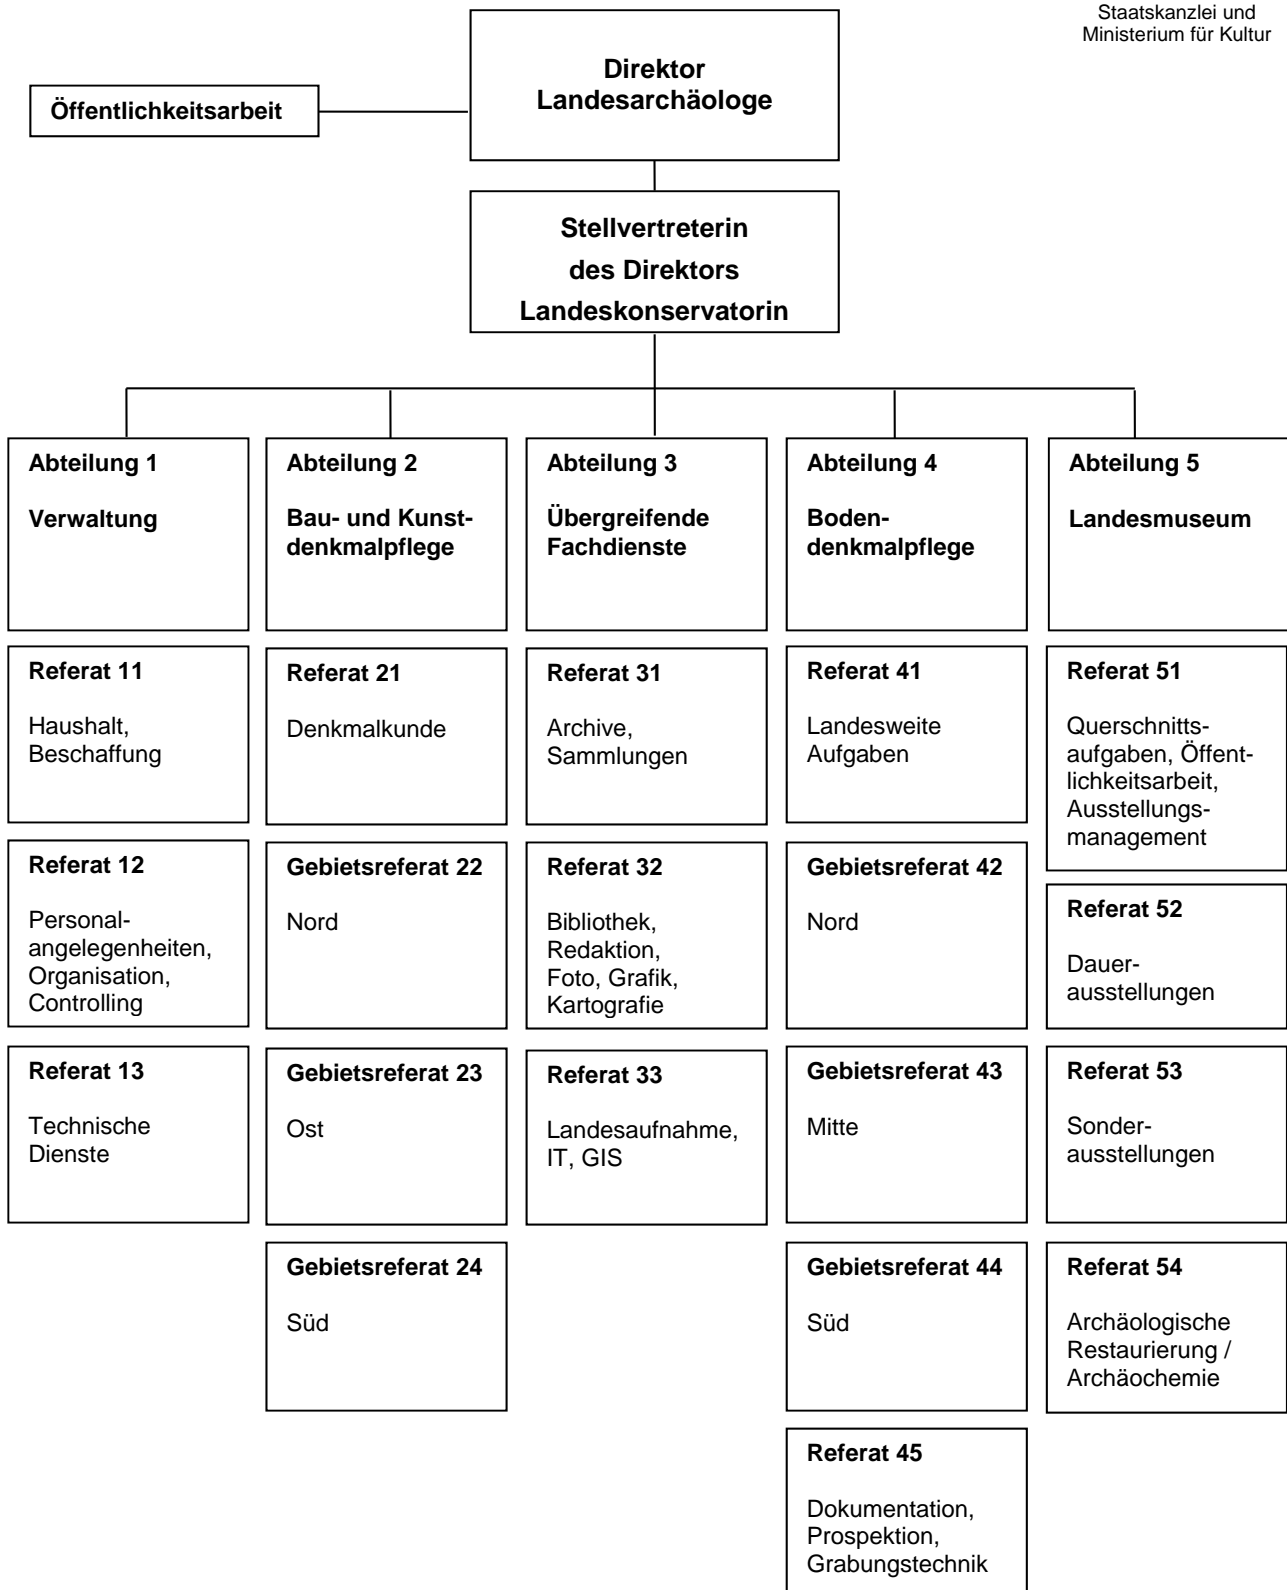 Staatskanzlei und
Ministerium für Kultur
Direktor
Landesarchäologe
Öffentlichkeitsarbeit
Stellvertreterin
des Direktors
Landeskonservatorin
Abteilung 1
Verwaltung
Referat 11
Haushalt,
Beschaffung
Referat 12
Personal-
angelegenheiten,
Organisation,
Controlling
Referat 13
Technische
Dienste
Abteilung 2
Bau- und Kunst-
denkmalpflege
Referat 21
Denkmalkunde
Gebietsreferat 22
Nord
Gebietsreferat 23
Ost
Gebietsreferat 24
Süd
Abteilung 3
Übergreifende
Fachdienste
Referat 31
Archive,
Sammlungen
Referat 32
Bibliothek,
Redaktion,
Foto, Grafik,
Kartografie
Referat 33
Landesaufnahme,
IT, GIS
Abteilung 4
Boden-
denkmalpflege
Referat 41
Landesweite
Aufgaben
Gebietsreferat 42
Nord
Gebietsreferat 43
Mitte
Gebietsreferat 44
Süd
Referat 45
Dokumentation,
Prospektion,
Grabungstechnik
Abteilung 5
Landesmuseum
Referat 51
Querschnitts-
aufgaben, Öffent-
lichkeitsarbeit,
Ausstellungs-
management
Referat 52
Dauer-
ausstellungen
Referat 53
Sonder-
ausstellungen
Referat 54
Archäologische
Restaurierung /
Archäochemie